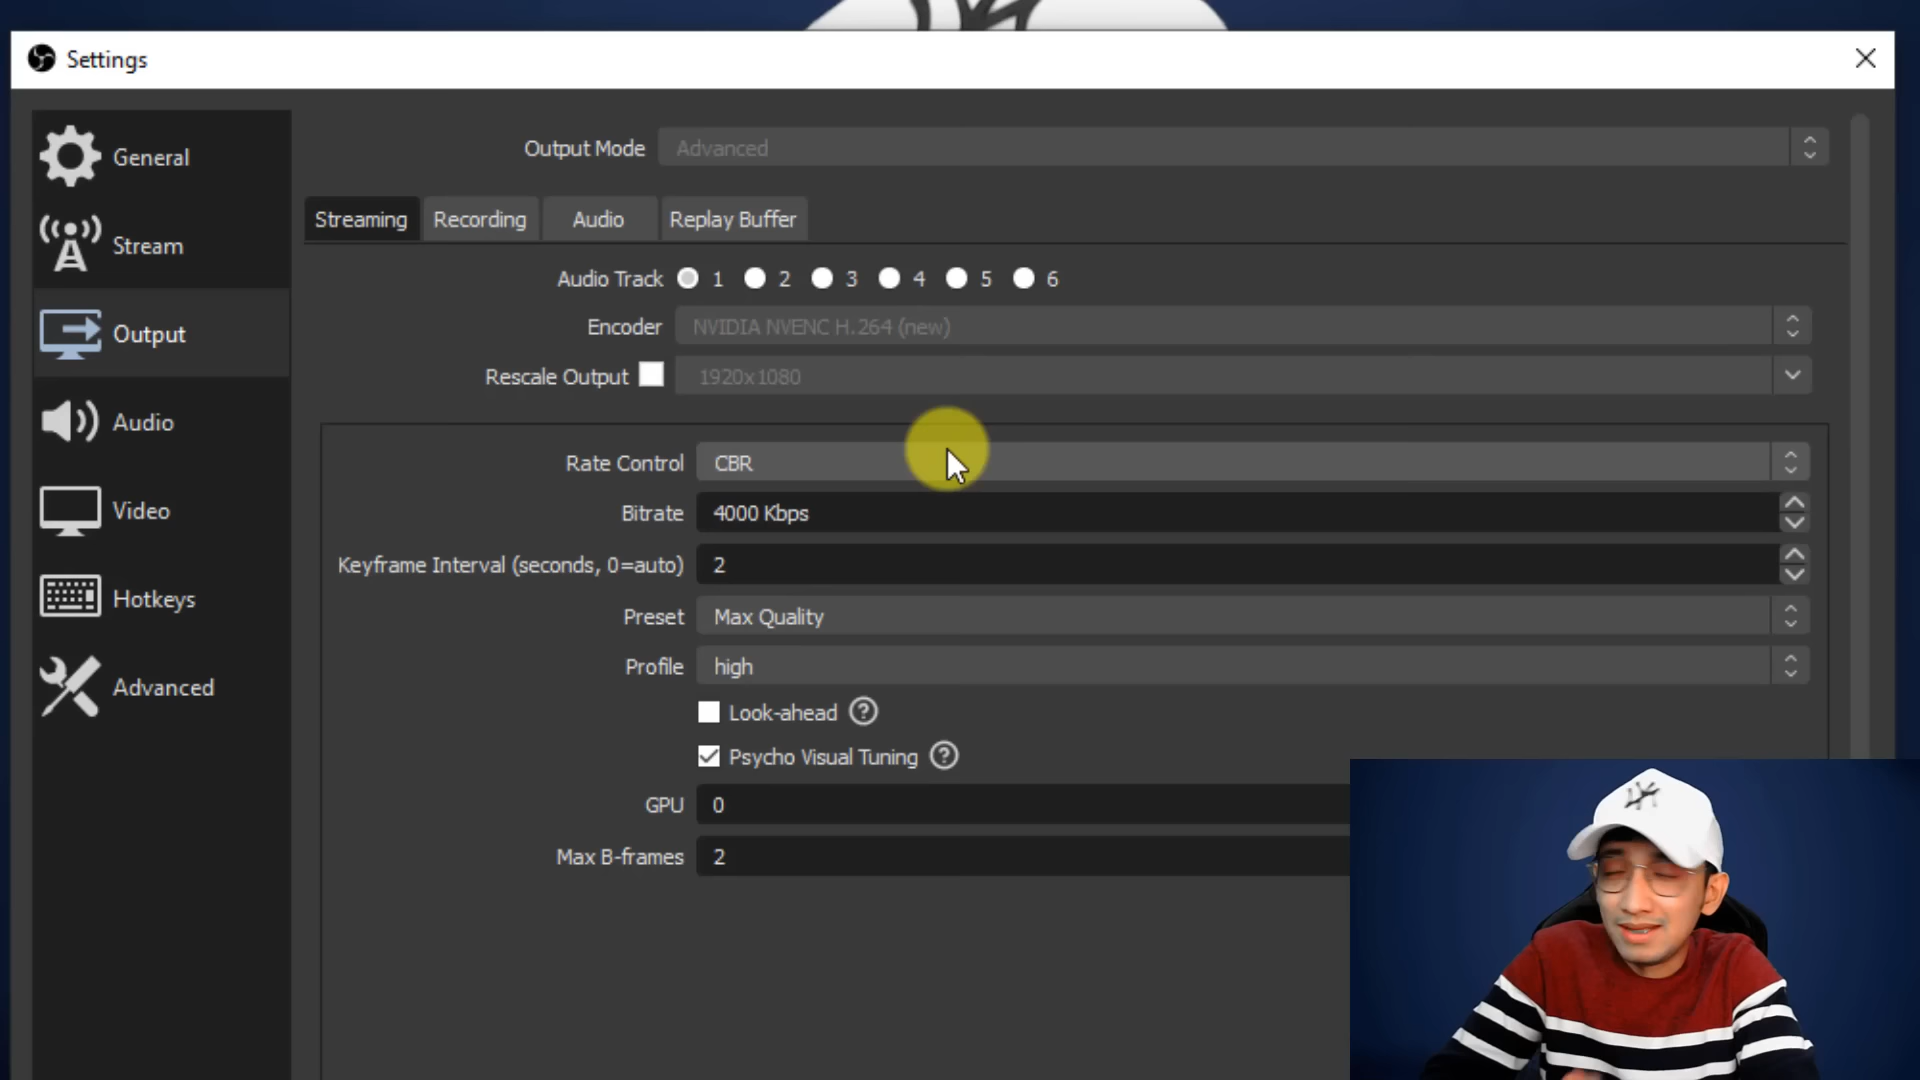 Settings
General
Stream
Output
Audio
Video
Hotkeys
Advanced
Output Mode Advanced
Streaming Recording Audio Replay Buffer
Audio Track 1 2 3 4 5 6
Encoder NVIDIA NVENC H.264 (new)
Rescale Output 1920x1080
Rate Control CBR
Bitrate 4000 Kbps
Keyframe Interval (seconds, 0=auto) 2
Preset Max Quality
Profile high
Look-ahead ?
Psycho Visual Tuning ?
GPU 0
Max B-frames 2